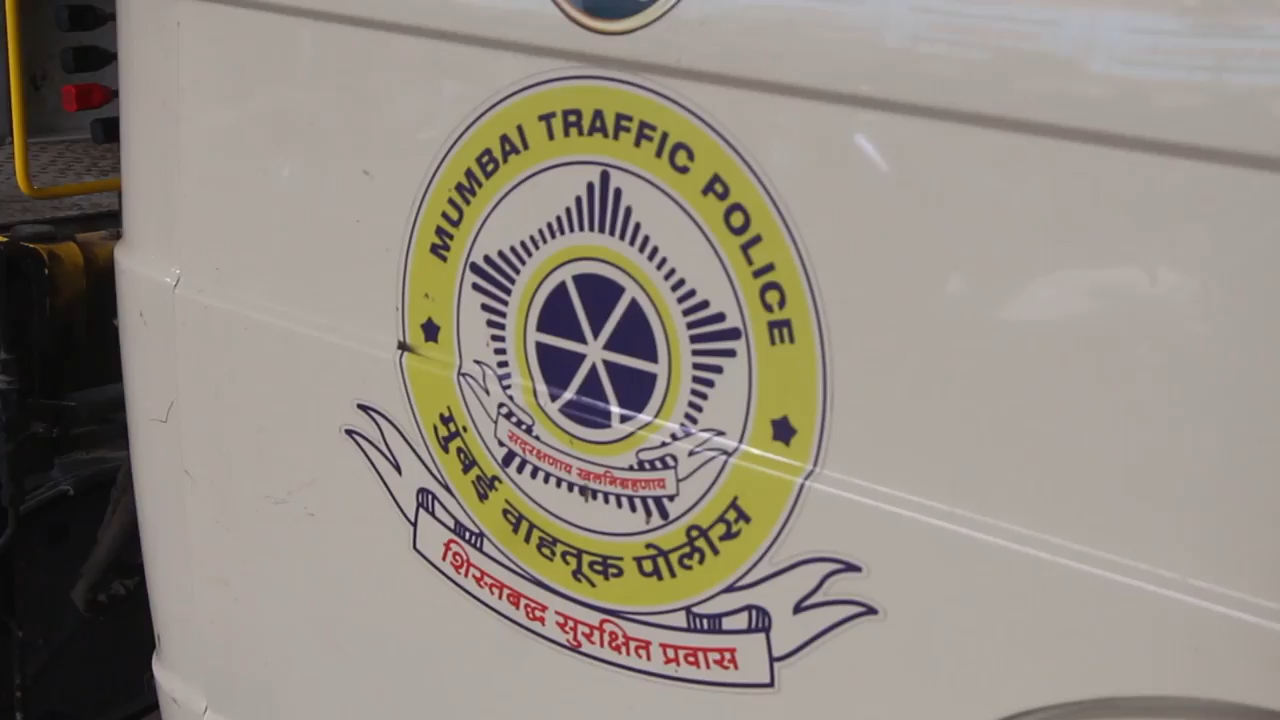 MUMBAI TRAFFIC POLICE
सद्रक्षणाय खलनिग्रहणाय
मुंबई वाहतूक पोलीस
शिस्तबद्ध सुरक्षित प्रवास